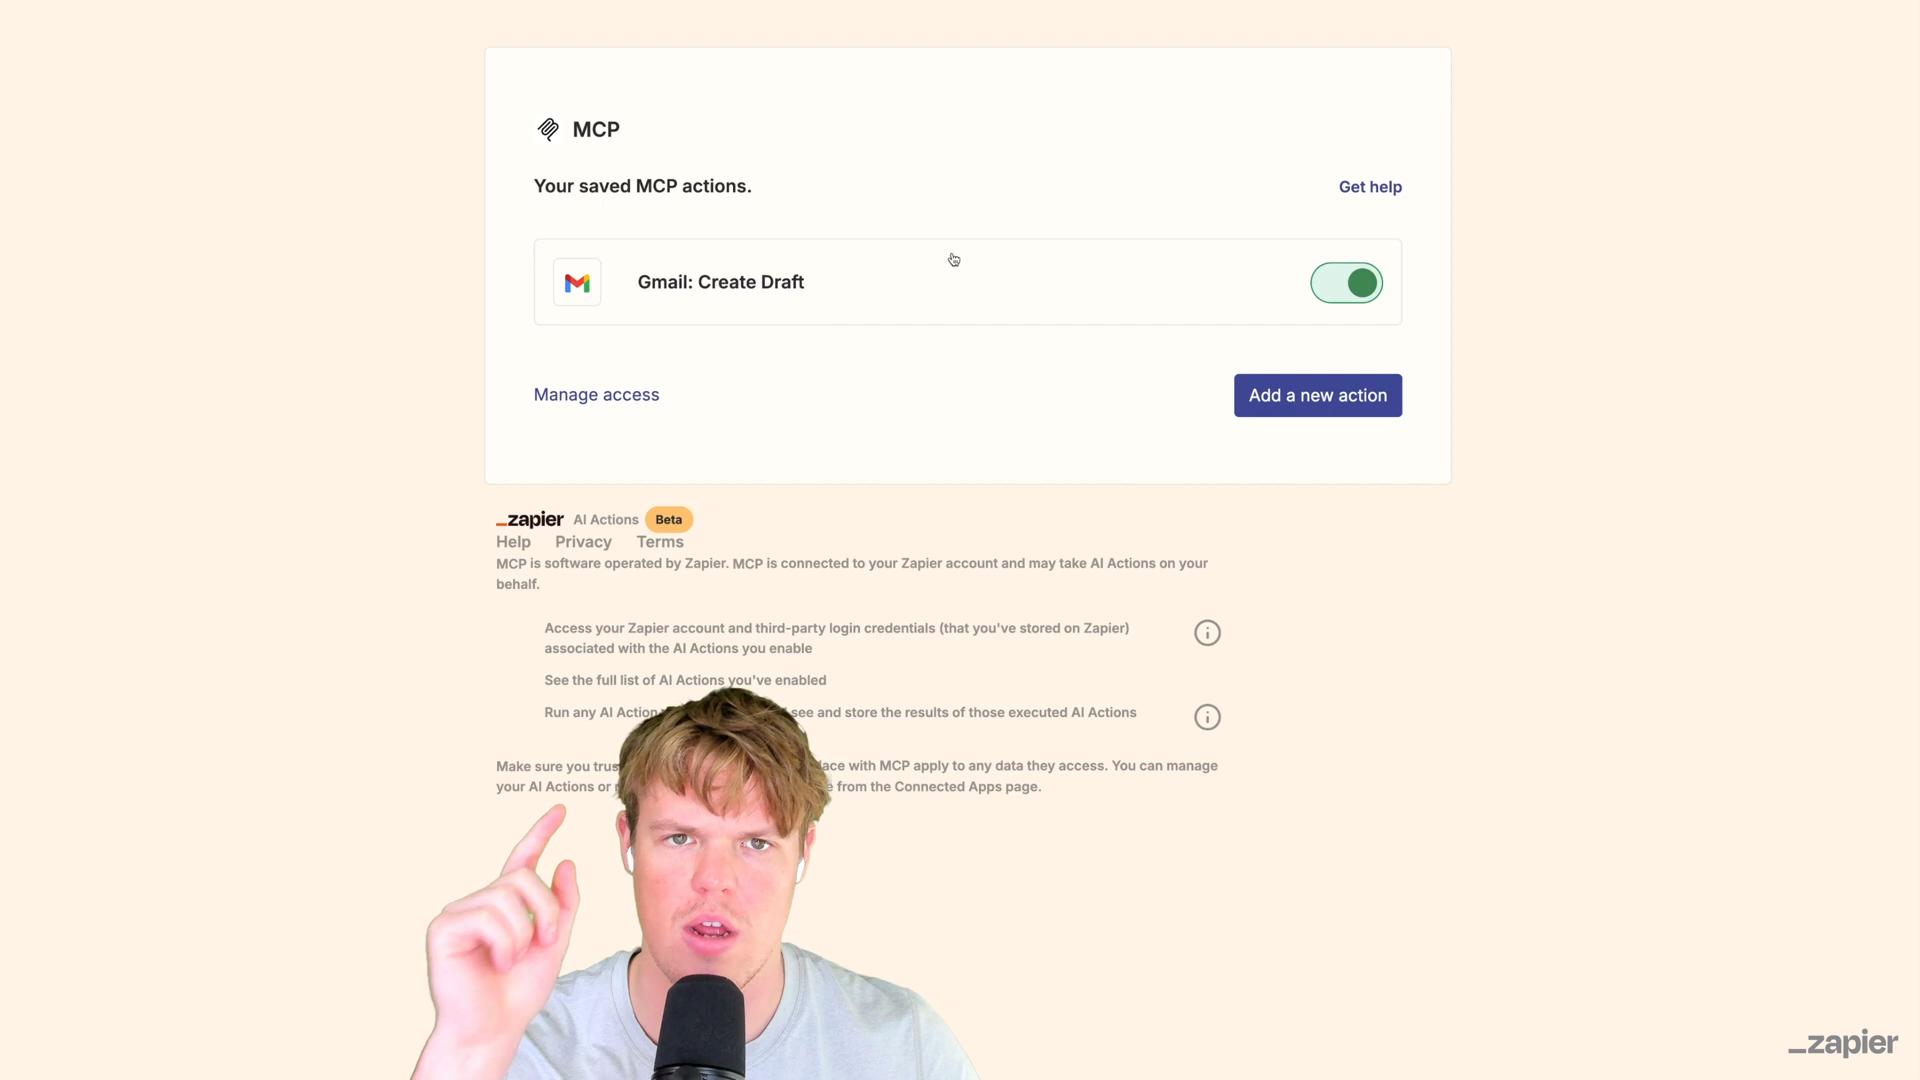 MCP
Your saved MCP actions.
Get help
Gmail: Create Draft
Manage access
Add a new action
zapier AI Actions Beta
Help Privacy Terms
MCP is software operated by Zapier. MCP is connected to your Zapier account and may take AI Actions on your
behalf.
Access your Zapier account and third-party login credentials (that you've stored on Zapier)
associated with the AI Actions you enable
See the full list of AI Actions you've enabled
Run any AI Action see and store the results of those executed AI Actions
Make sure you with MCP apply to any data they access. You can manage
your AI Actions or from the Connected Apps page.
zapier